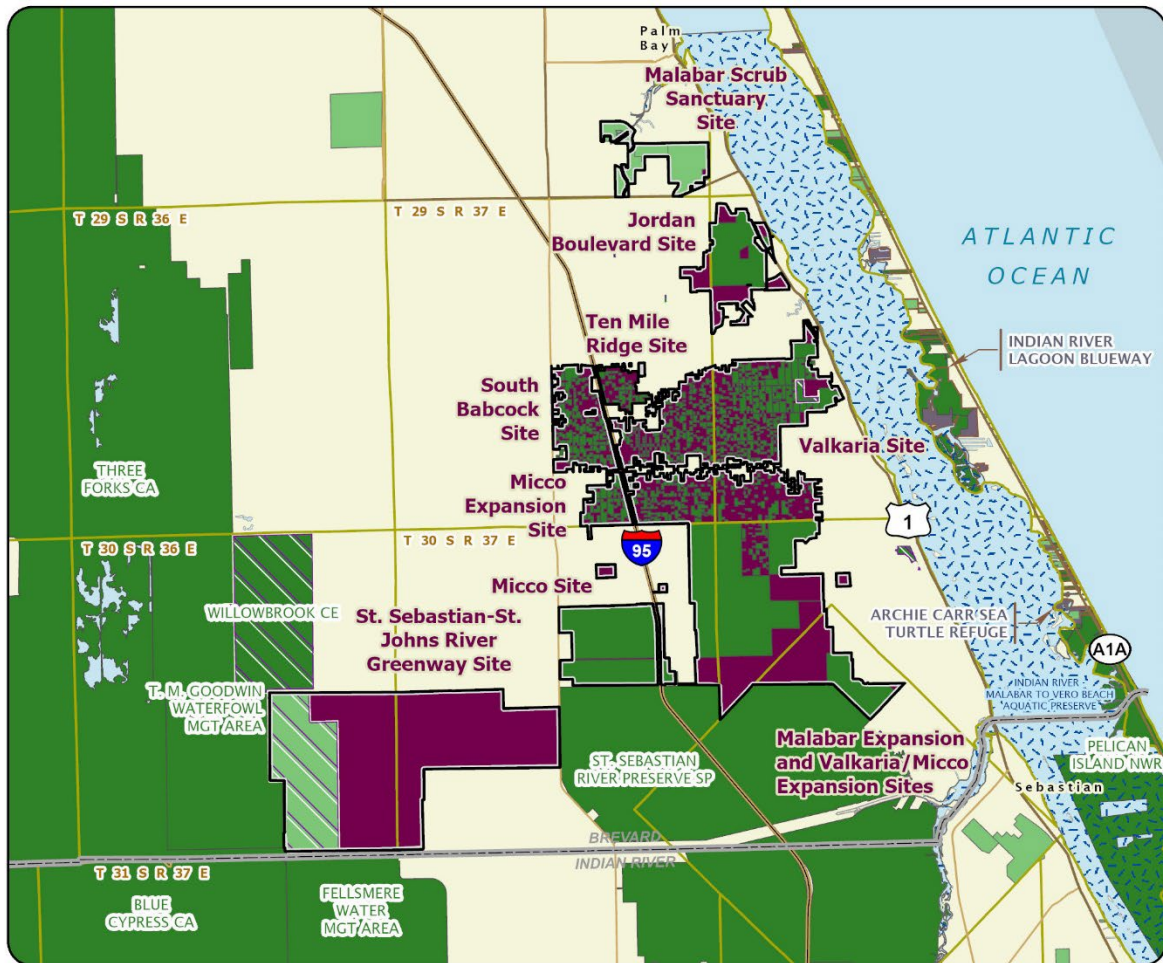 Palm
Bay
Malabar Scrub
Sanctuary
Site
T 29 S R 36 E
T 29 S R 37 E
Jordan
Boulevard Site
ATLANTIC
OCEAN
Ten Mile
Ridge Site
INDIAN RIVER
LAGOON BLUEWAY
South
Babcock
Site
Valkaria Site
THREE
FORKS CA
Micco
Expansion
Site
1
T 30 S R 36 E
T 30 S R 37 E
95
Micco Site
WILLOWBROOK CE
St. Sebastian-St.
Johns River
Greenway Site
ARCHIE CARR SEA
TURTLE REFUGE
A1A
T. M. GOODWIN
WATERFOWL
MGT AREA
INDIAN RIVER
MALABAR TO VERO BEACH
AQUATIC PRESERVE
Malabar Expansion
and Valkaria/Micco
Expansion Sites
ST. SEBASTIAN
RIVER PRESERVE SP
PELICAN
ISLAND NWR
Sebastian
BREVARD
INDIAN RIVER
T 31 S R 37 E
BLUE
CYPRESS CA
FELLSMERE
WATER
MGT AREA